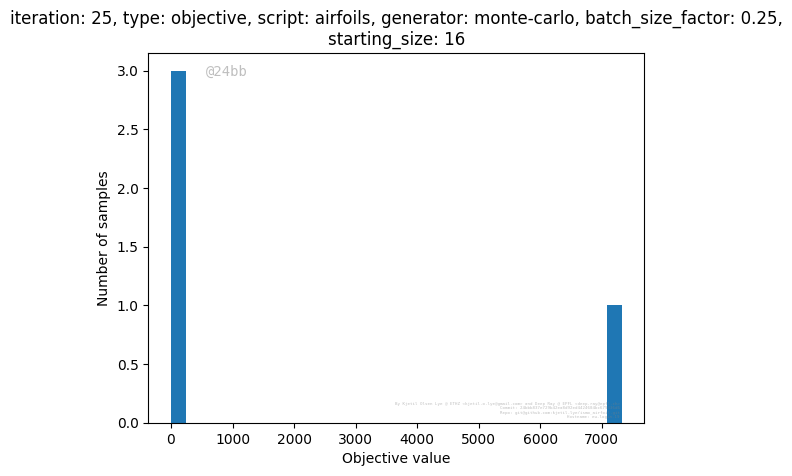 iteration: 25, type: objective, script: airfoils, generator: monte-carlo, batch_size_factor: 0.25,
starting_size: 16
3.0
@24bb
2.5
2.0
1.5
1.0
0.5
0.0
Number of samples
0 1000 2000 3000 4000 5000 6000 7000
Objective value